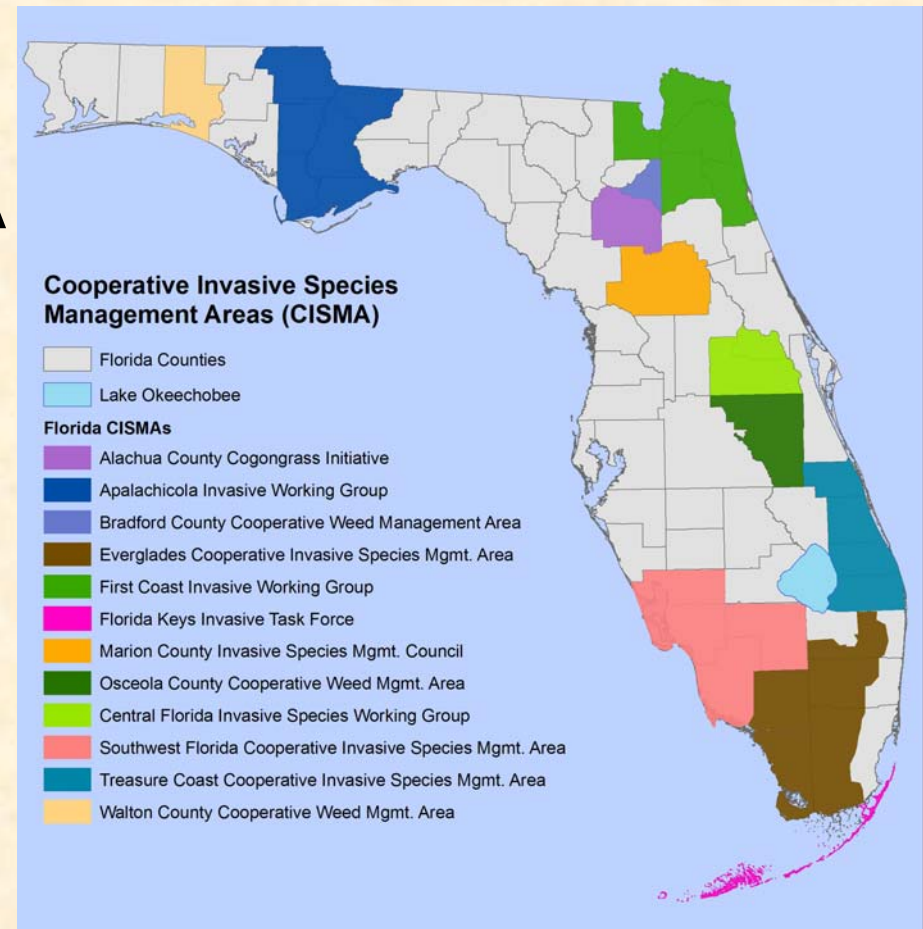 A
Cooperative Invasive Species
Management Areas (CISMA)
Florida Counties
Lake Okeechobee
Florida CISMAs
Alachua County Cogongrass Initiative
Apalachicola Invasive Working Group
Bradford County Cooperative Weed Management Area
Everglades Cooperative Invasive Species Mgmt. Area
First Coast Invasive Working Group
Florida Keys Invasive Task Force
Marion County Invasive Species Mgmt. Council
Osceola County Cooperative Weed Mgmt. Area
Central Florida Invasive Species Working Group
Southwest Florida Cooperative Invasive Species Mgmt. Area
Treasure Coast Cooperative Invasive Species Mgmt. Area
Walton County Cooperative Weed Mgmt. Area